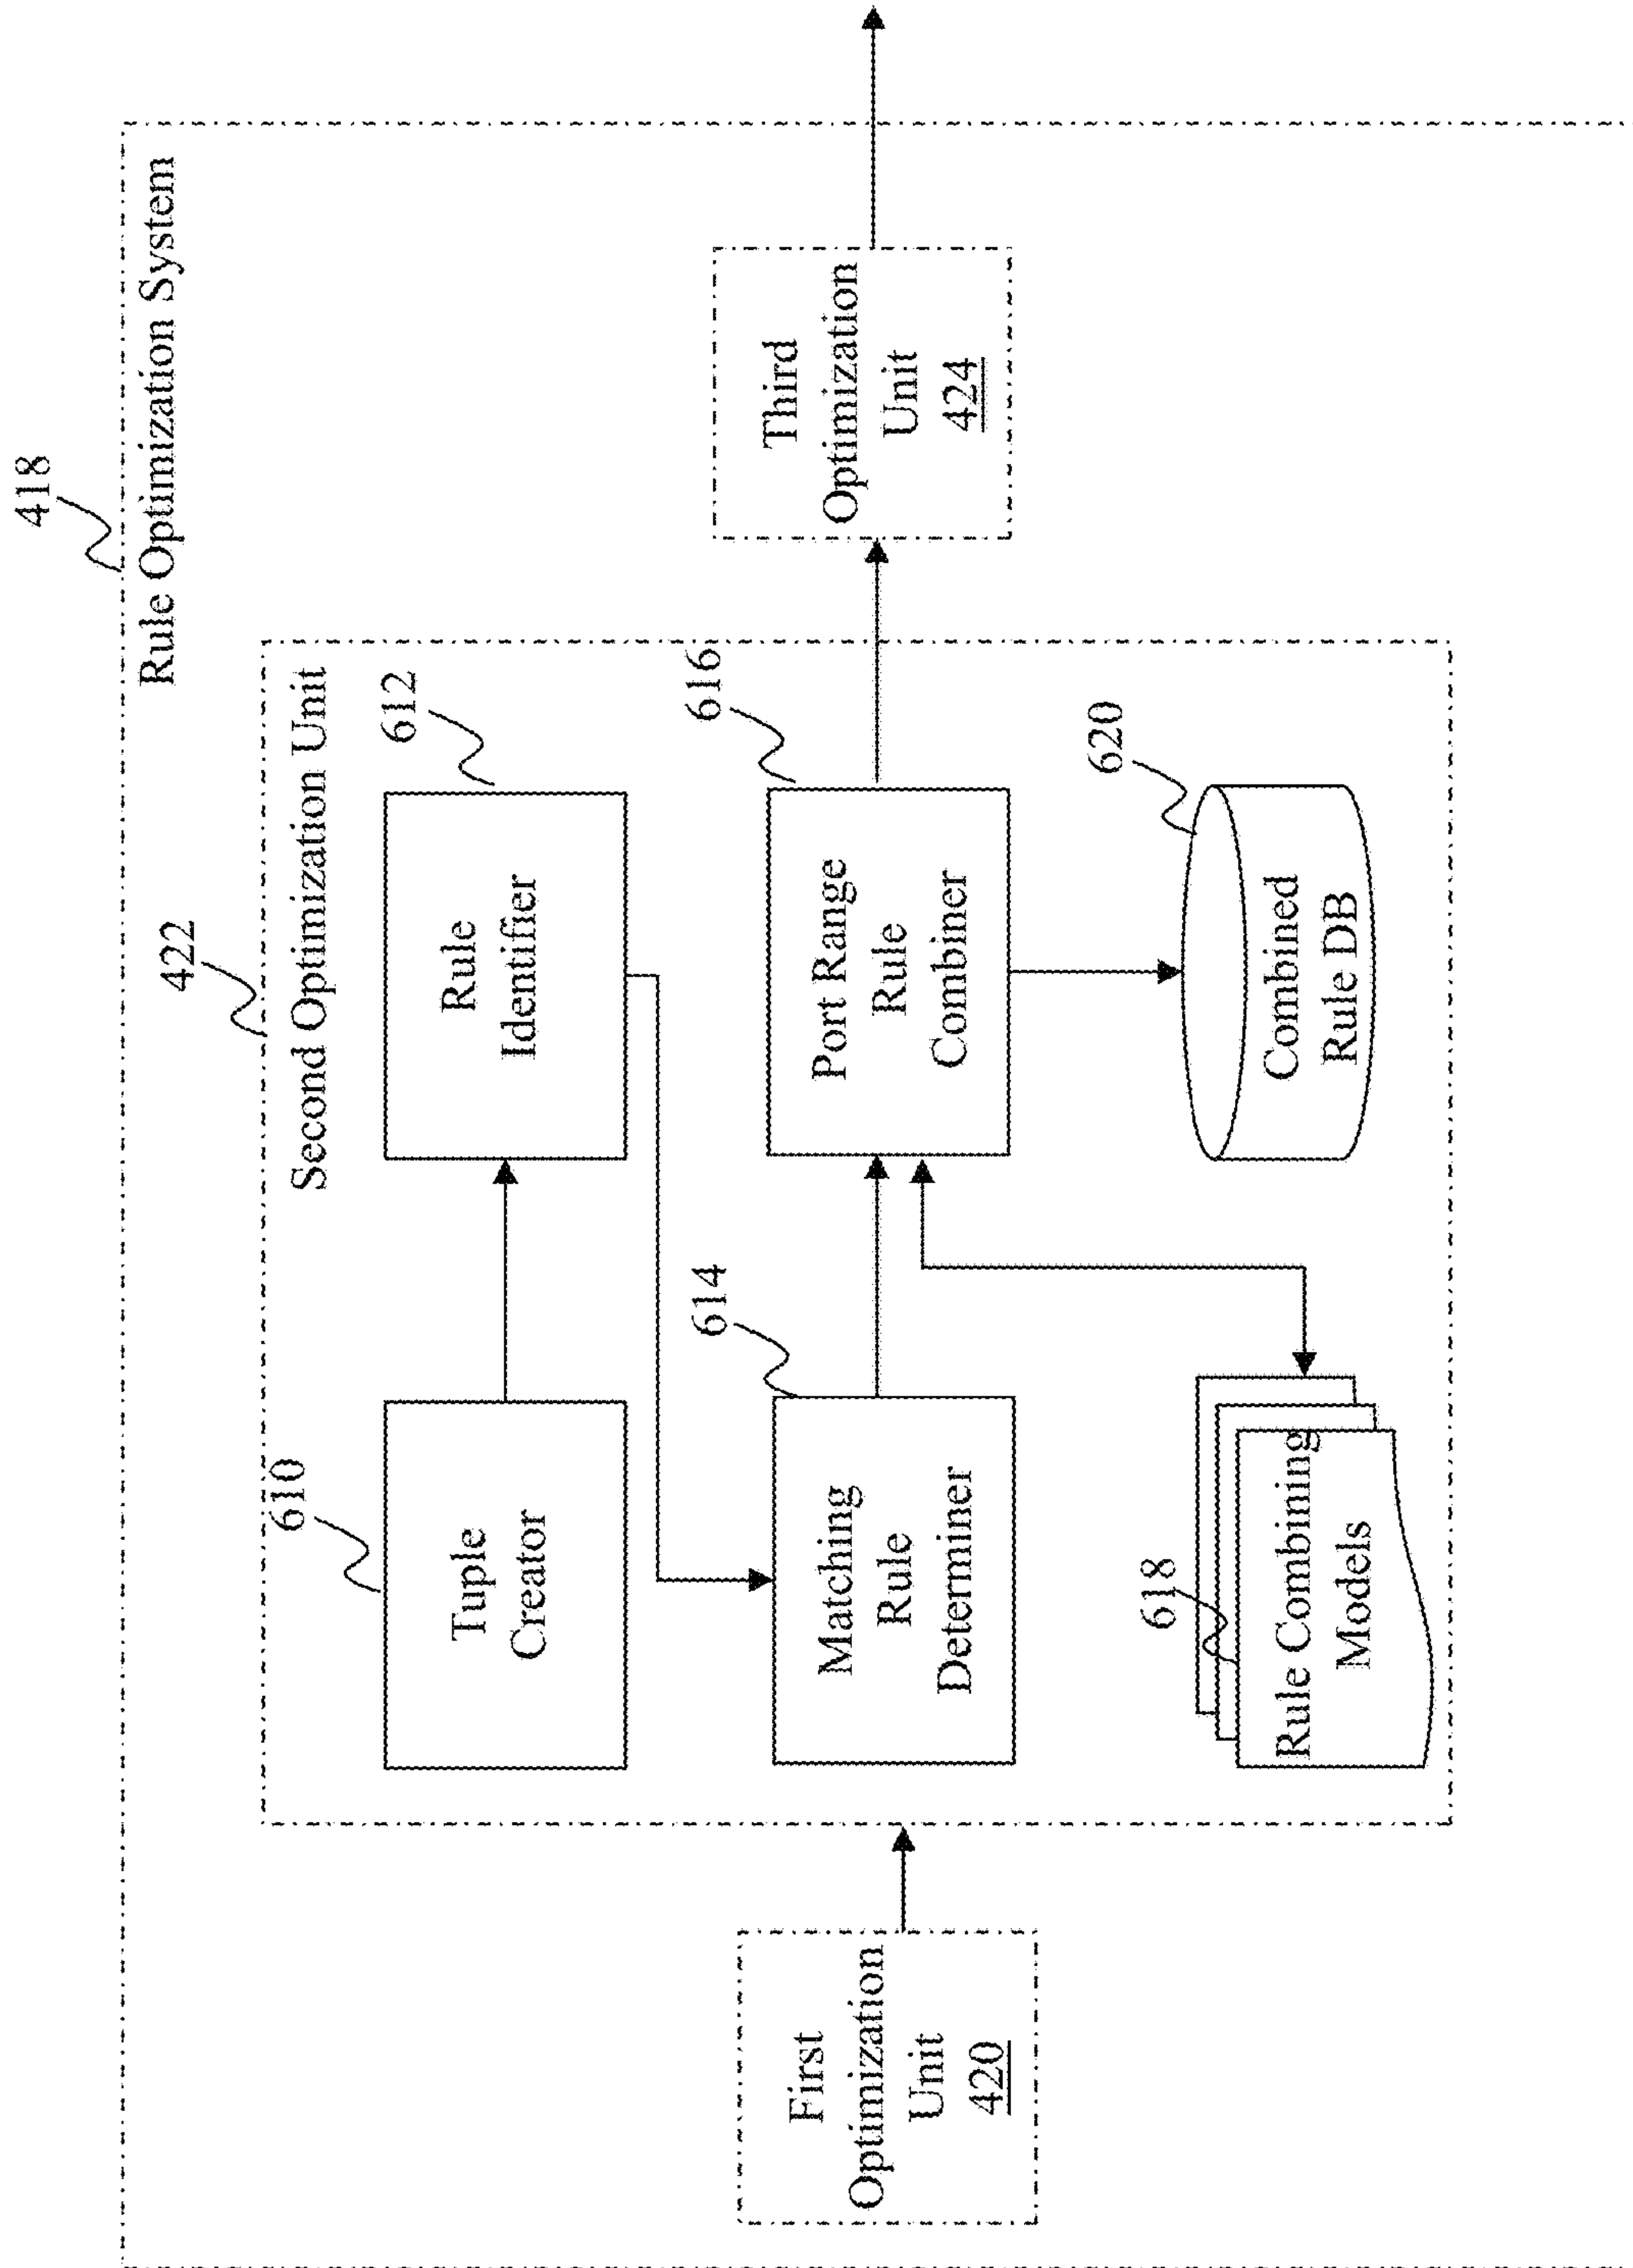 418
Rule Optimization System
422
Second Optimization Unit
610
Tuple
Creator
612
Rule
Identifier
614
Matching
Rule
Determiner
616
Port Range
Rule
Combiner
618
Rule Combining
Models
620
Combined
Rule DB
First
Optimization
Unit
420
Third
Optimization
Unit
424